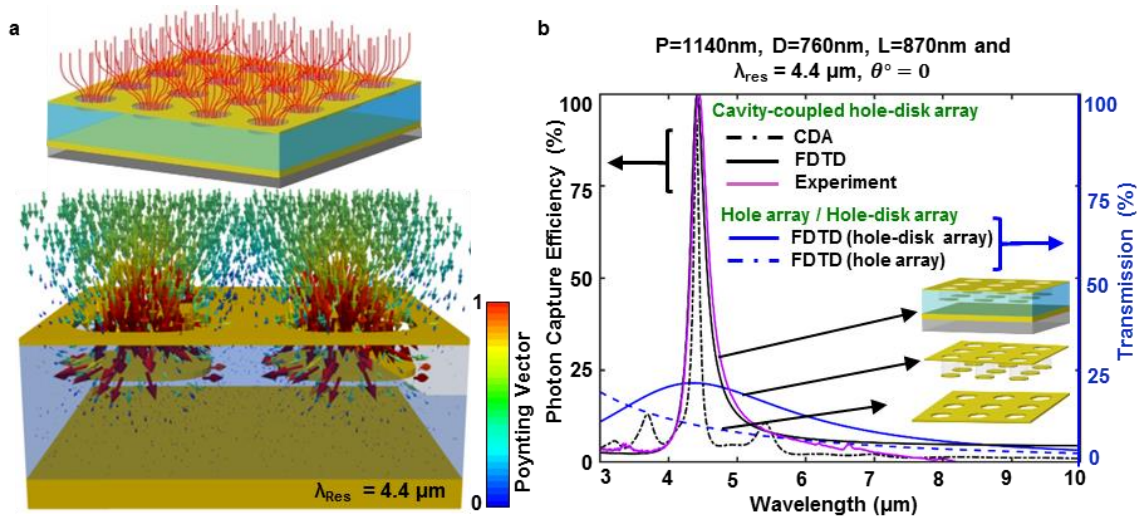 a
λRes = 4.4 μm
1
Poynting Vector
0
b
P=1140nm, D=760nm, L=870nm and
λres = 4.4 μm, θ° = 0
Photon Capture Efficiency (%)
100
75
50
25
0
Cavity-coupled hole-disk array
CDA
FDTD
Experiment
Hole array / Hole-disk array
FDTD (hole-disk array)
FDTD (hole array)
100
75
50
25
0
Transmission (%)
3 4 5 6 7 8 9 10
Wavelength (μm)